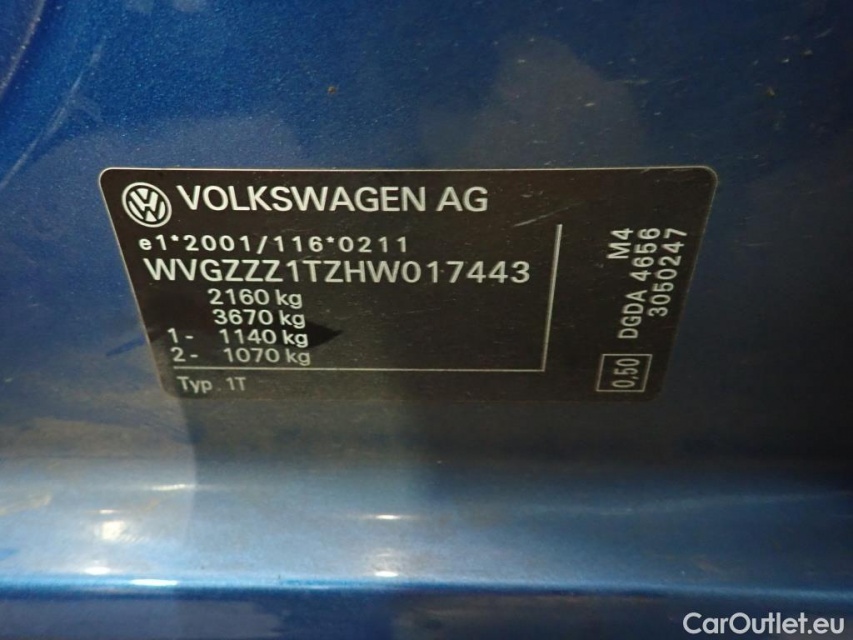 VOLKSWAGEN AG
e1*2001/116*0211
WVGZZZ1TZHW017443
2160 kg
3670 kg
1- 1140 kg
2- 1070 kg
Typ. 1T
M4
DGDA 4656
3050247
0,50
CarOutlet.eu